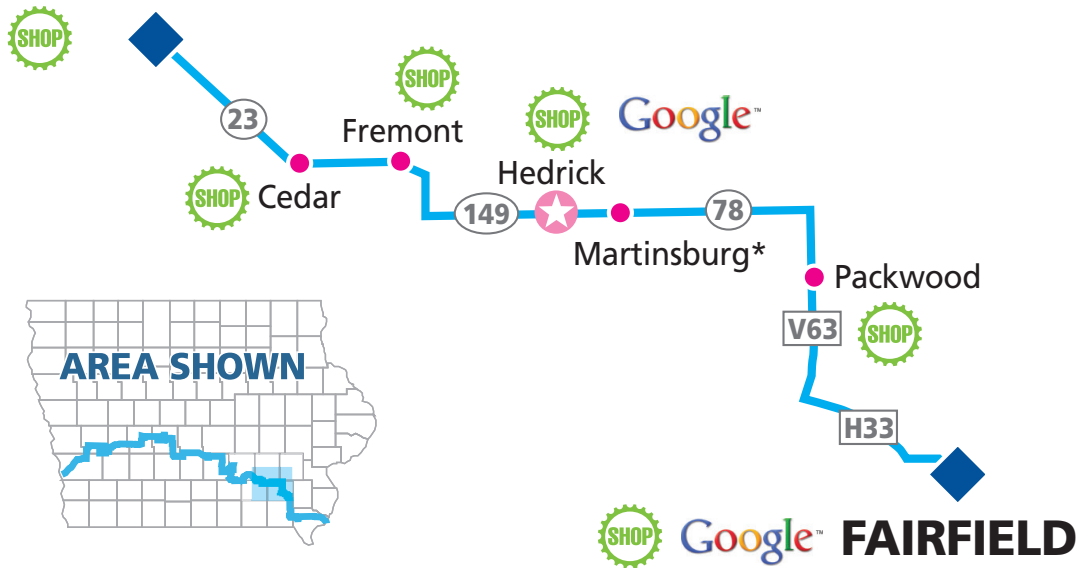 SHOP
SHOP
23
Fremont
SHOP
Google™
Hedrick
SHOP
Cedar
149
78
Martinsburg*
Packwood
V63
SHOP
AREA SHOWN
H33
SHOP
Google™
FAIRFIELD